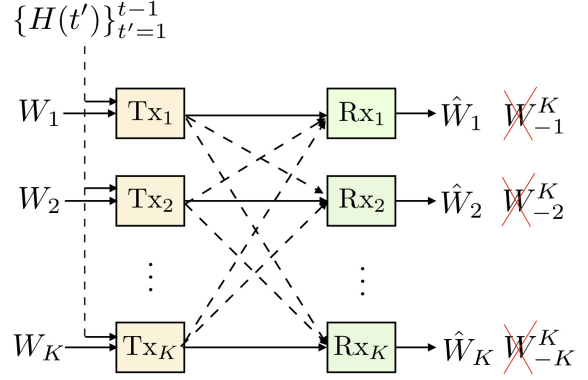 {H(t′)}_{t′=1}^{t−1}
W_1 Tx_1 Rx_1 Ŵ_1 W_{−1}^K
W_2 Tx_2 Rx_2 Ŵ_2 W_{−2}^K
⋮ ⋮
W_K Tx_K Rx_K Ŵ_K W_{−K}^K